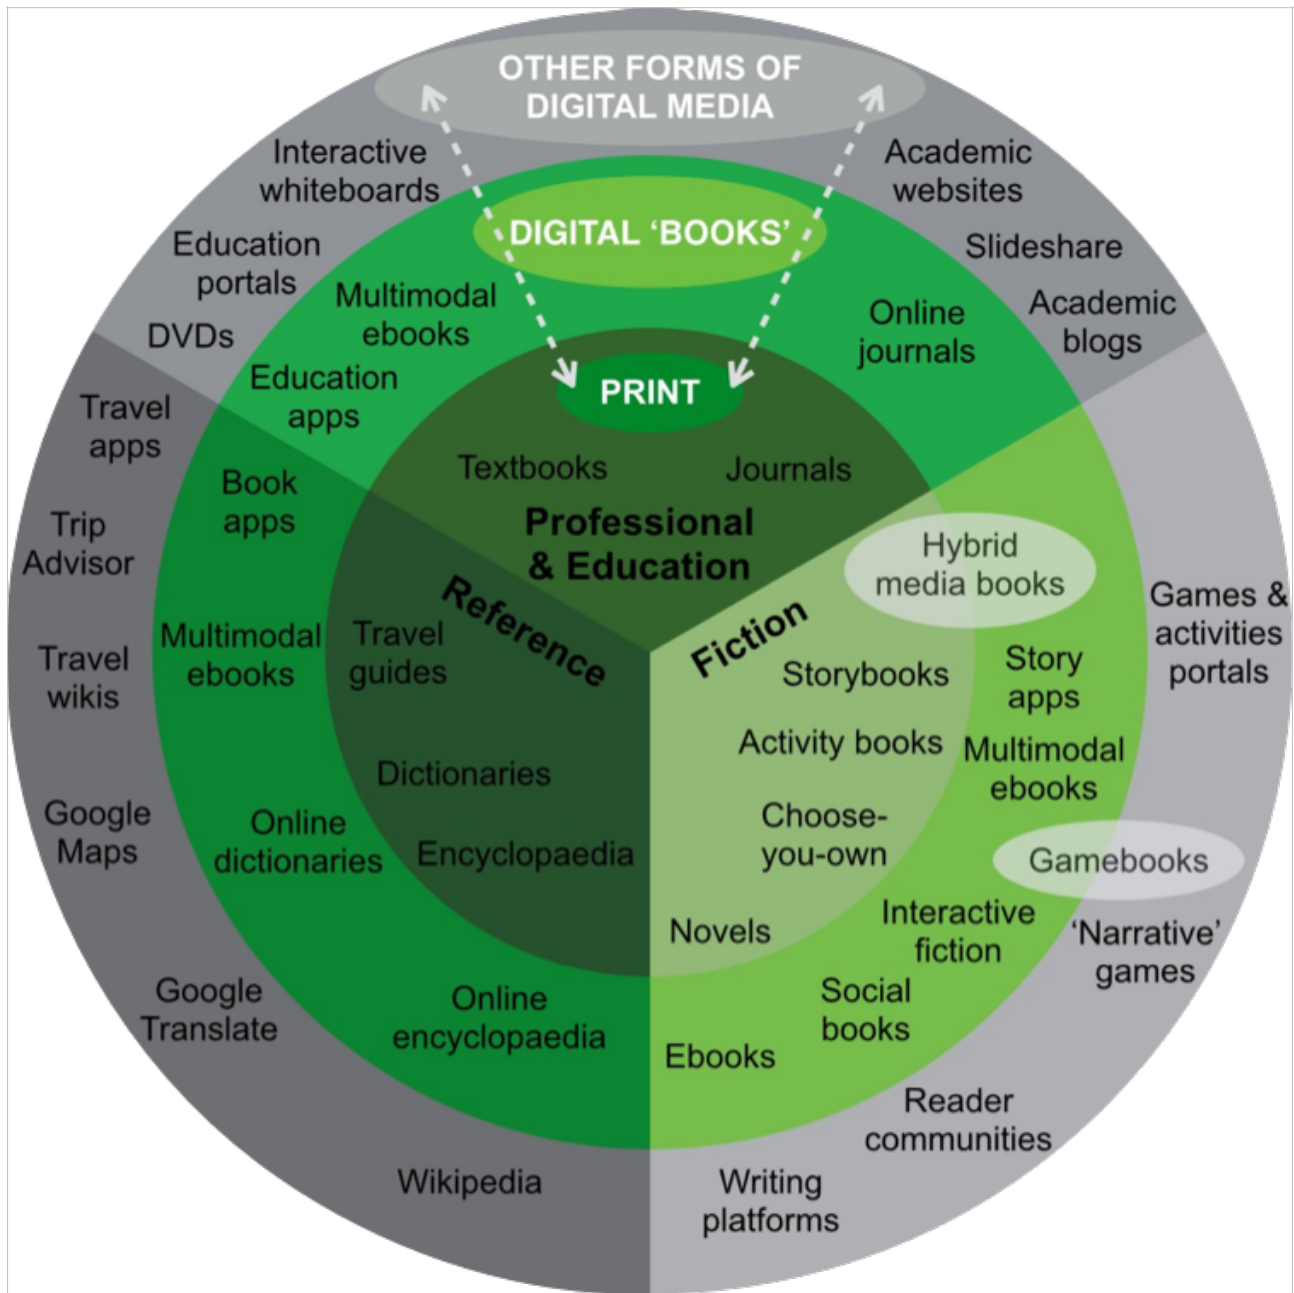 OTHER FORMS OF
DIGITAL MEDIA
Interactive
whiteboards
Education
portals
DVDs
Academic
websites
Slideshare
Academic
blogs
DIGITAL ‘BOOKS’
Multimodal
ebooks
Education
apps
Online
journals
PRINT
Textbooks
Journals
Professional
& Education
Travel
apps
Trip
Advisor
Travel
wikis
Google
Maps
Google
Translate
Wikipedia
Book
apps
Multimodal
ebooks
Online
dictionaries
Online
encyclopaedia
Reference
Travel
guides
Dictionaries
Encyclopaedia
Fiction
Hybrid
media books
Storybooks
Activity books
Choose-
you-own
Novels
Story
apps
Multimodal
ebooks
Gamebooks
Interactive
fiction
Social
books
Ebooks
Games &
activities
portals
‘Narrative’
games
Reader
communities
Writing
platforms